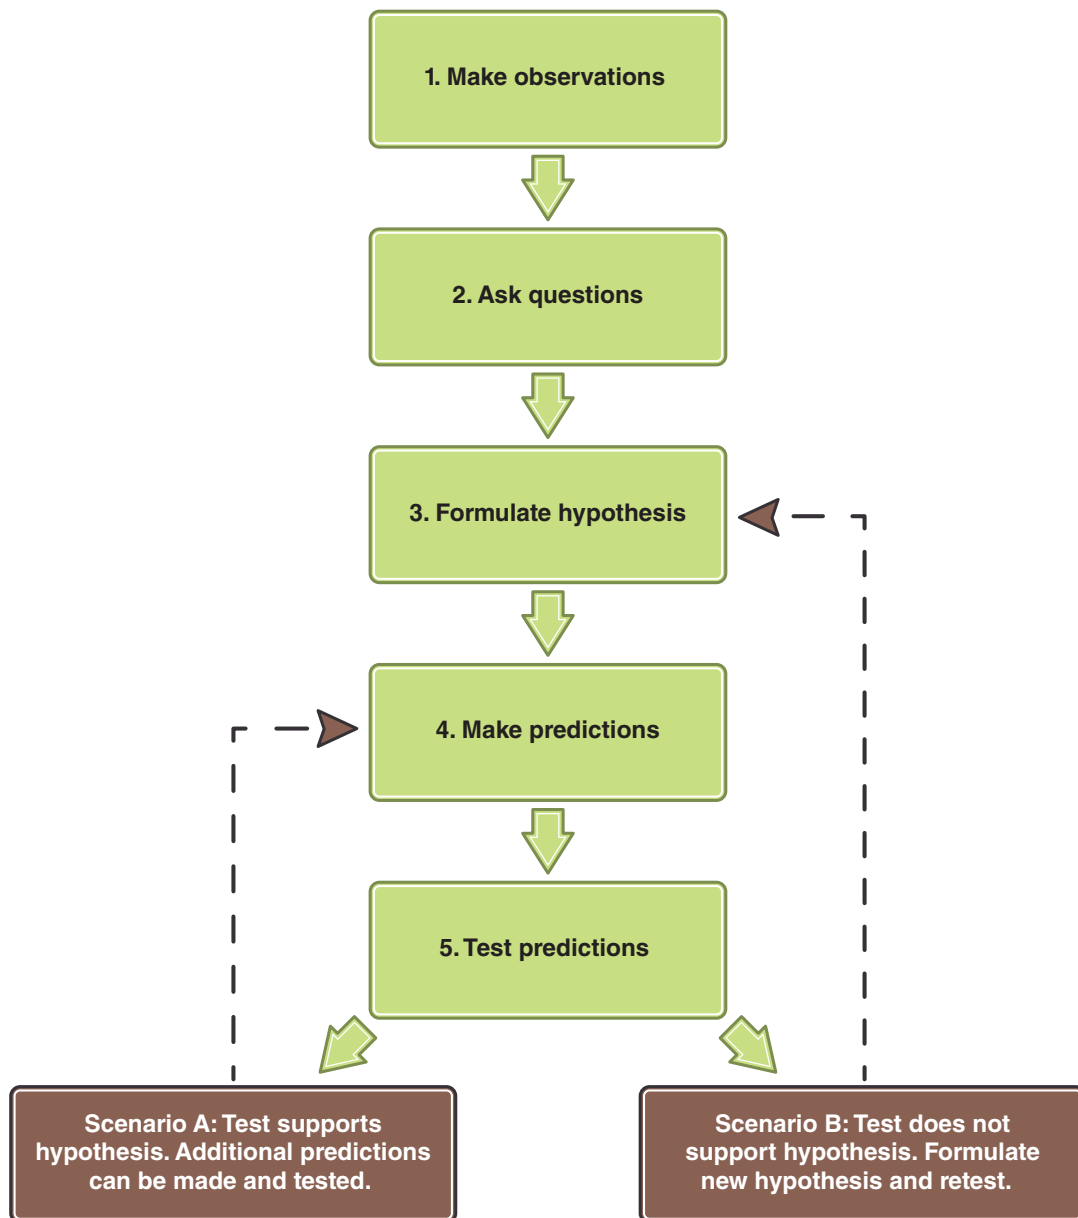 1. Make observations
2. Ask questions
3. Formulate hypothesis
4. Make predictions
5. Test predictions
Scenario A: Test supports
hypothesis. Additional predictions
can be made and tested.
Scenario B: Test does not
support hypothesis. Formulate
new hypothesis and retest.